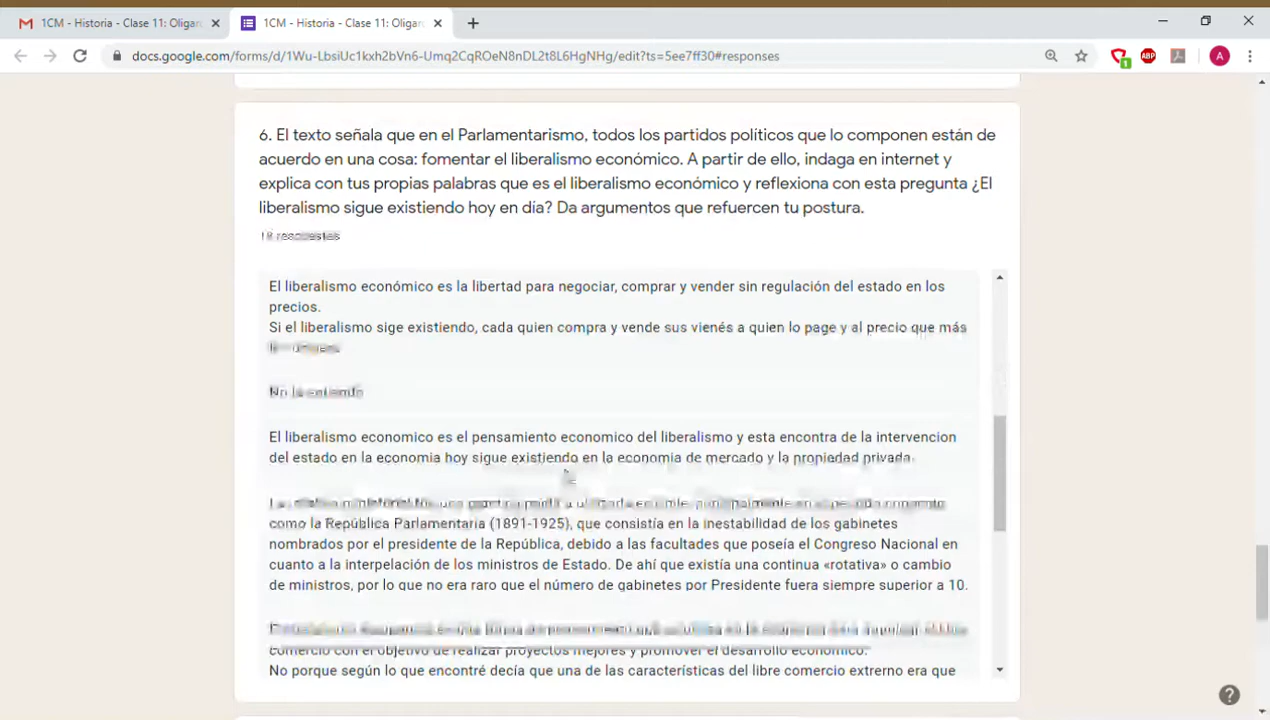 1CM - Historia - Clase 11: Oligar
1CM - Historia - Clase 11: Oligar
docs.google.com/forms/d/1Wu-LbsiUc1kxh2bVn6-Umq2CqROeN8nDL2t8L6HgNHg/edit?ts=5ee7ff30#responses
ABP
A
1
6. El texto señala que en el Parlamentarismo, todos los partidos políticos que lo componen están de
acuerdo en una cosa: fomentar el liberalismo económico. A partir de ello, indaga en internet y
explica con tus propias palabras que es el liberalismo económico y reflexiona con esta pregunta ¿El
liberalismo sigue existiendo hoy en día? Da argumentos que refuercen tu postura.
18 respuestas
El liberalismo económico es la libertad para negociar, comprar y vender sin regulación del estado en los
precios.
Si el liberalismo sige existiendo, cada quien compra y vende sus vienés a quien lo page y al precio que más
No la entiendo
El liberalismo economico es el pensamiento economico del liberalismo y esta encontra de la intervencion
del estado en la economia hoy sigue existiendo en la economia de mercado y la propiedad privada.
como la República Parlamentaria (1891-1925), que consistía en la inestabilidad de los gabinetes
nombrados por el presidente de la República, debido a las facultades que poseía el Congreso Nacional en
cuanto a la interpelación de los ministros de Estado. De ahí que existía una continua «rotativa» o cambio
de ministros, por lo que no era raro que el número de gabinetes por Presidente fuera siempre superior a 10.
comercio con el objetivo de realizar proyectos mejores y promover el desarrollo económico.
No porque según lo que encontré decía que una de las características del libre comercio extrerno era que